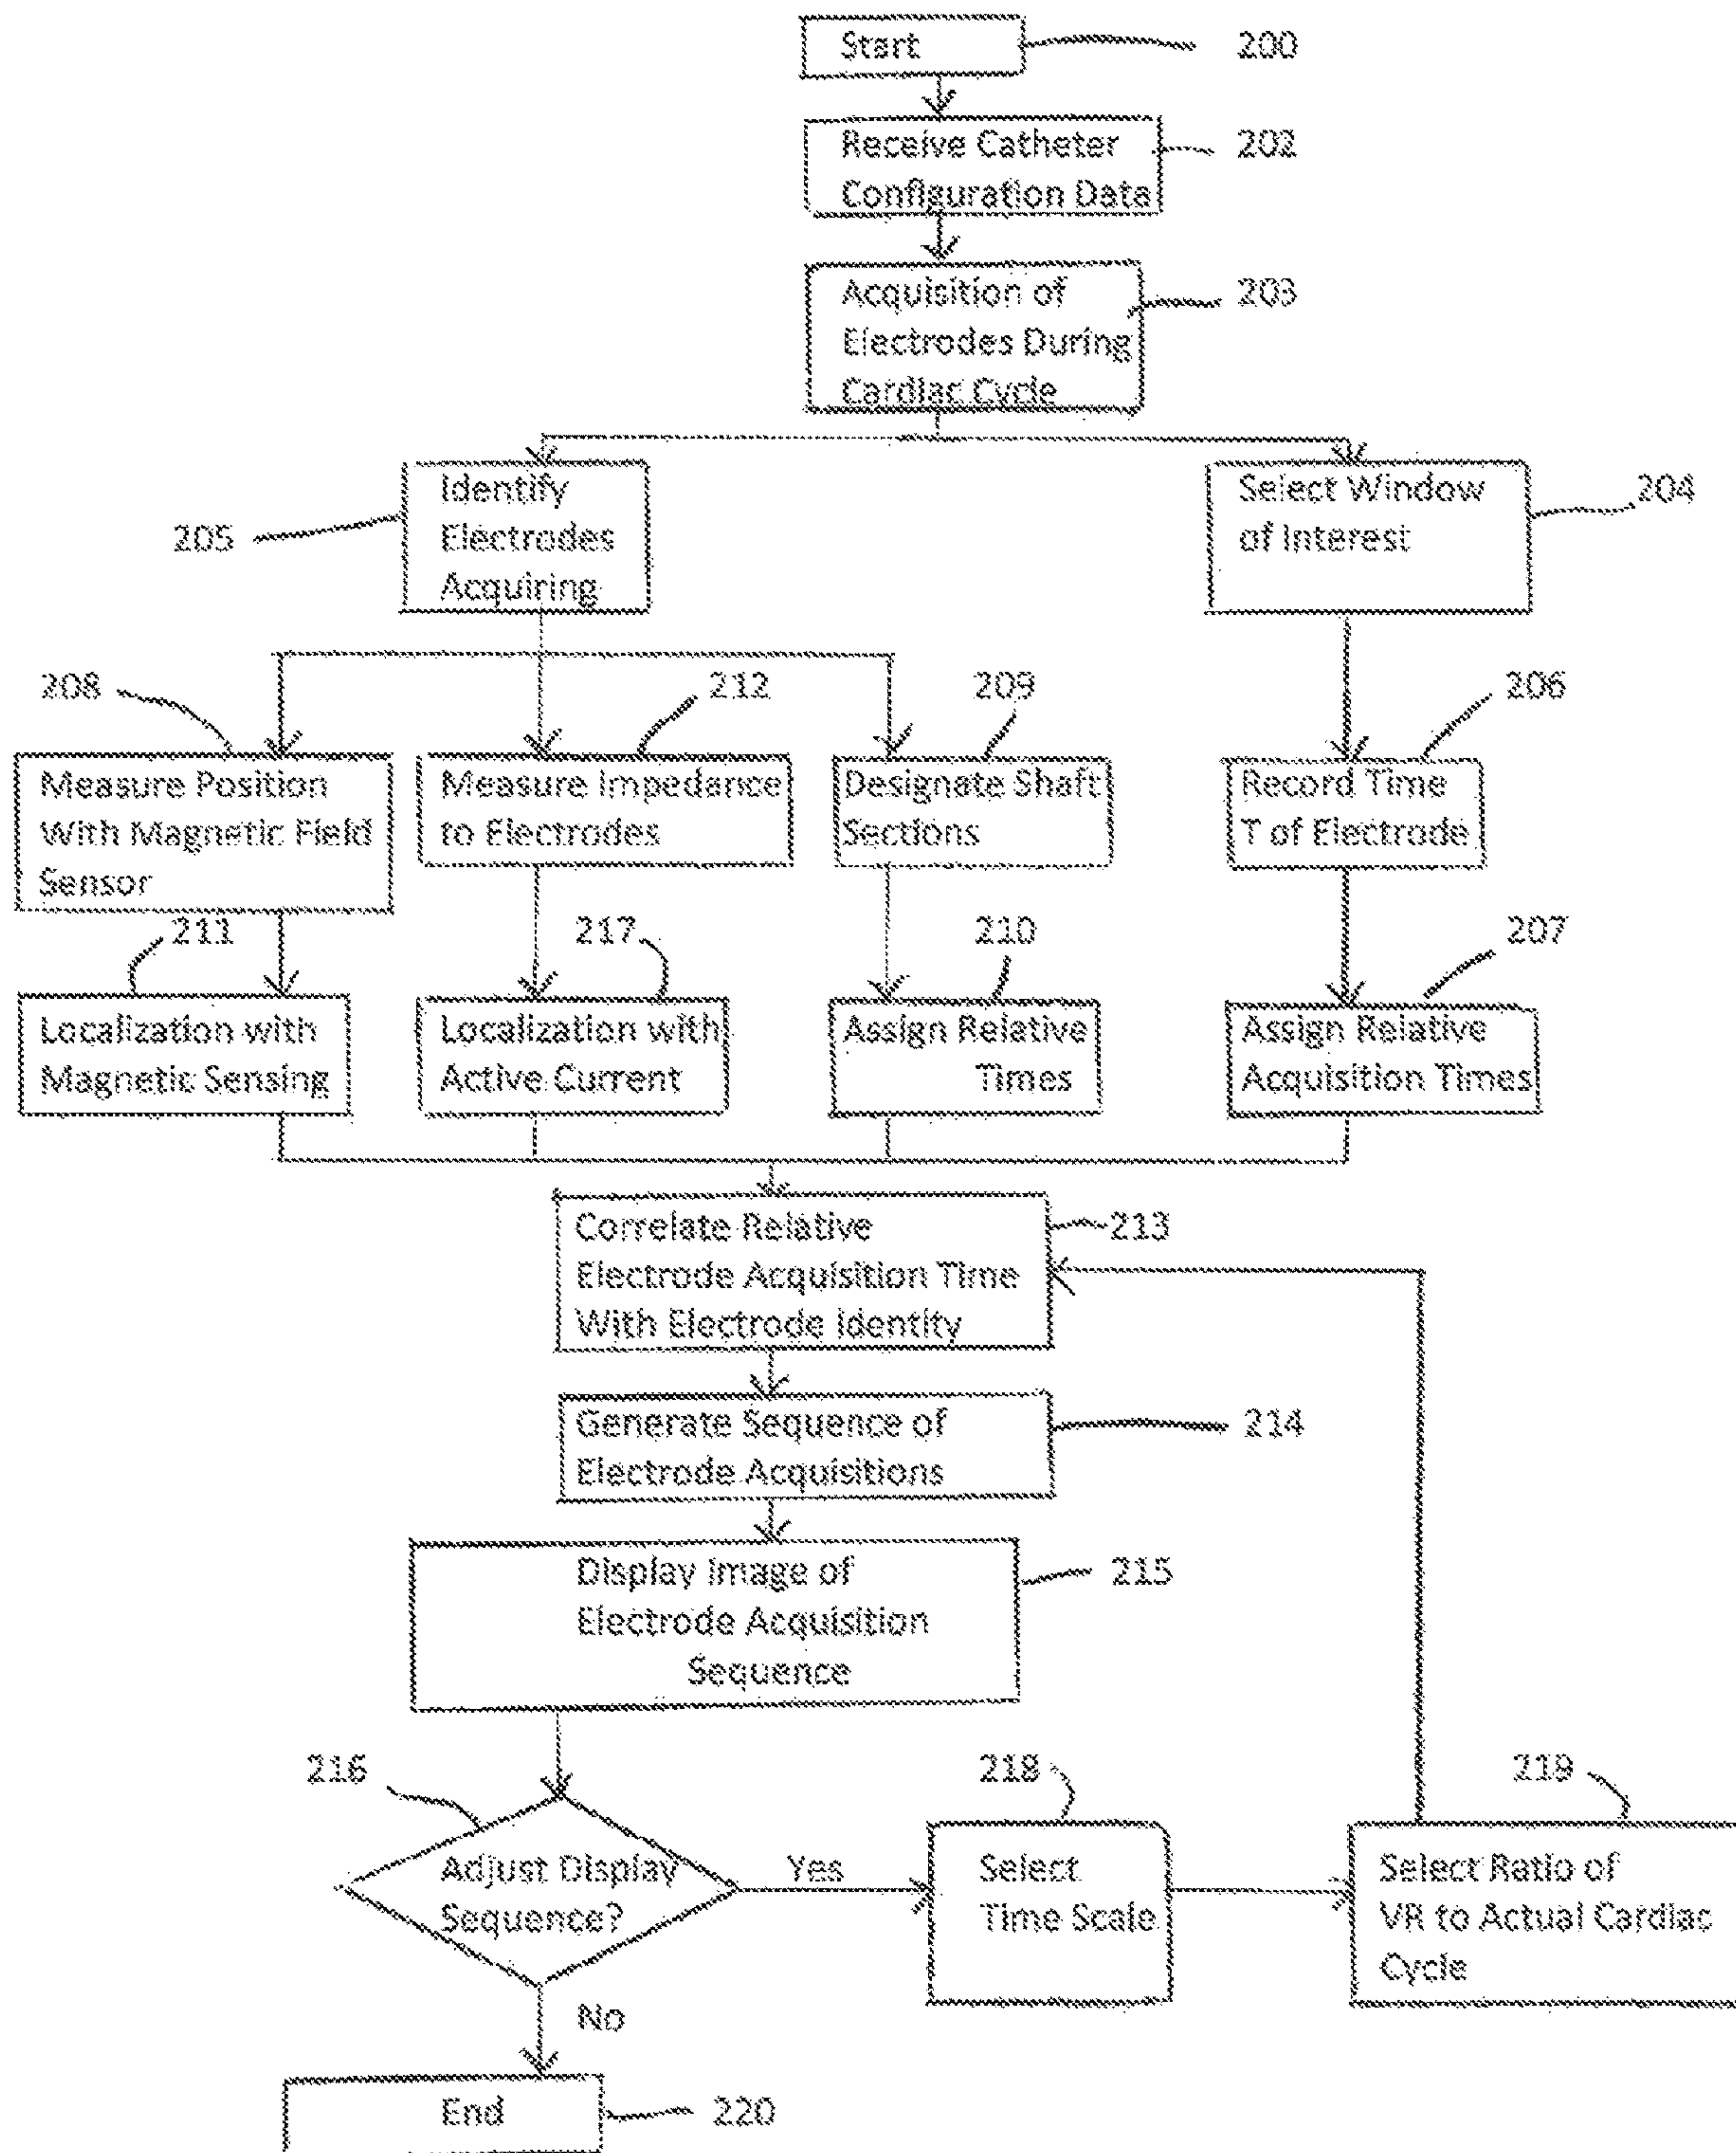 Start
200
Receive Catheter
Configuration Data
202
Acquisition of
Electrodes During
Cardiac Cycle
203
Identify
Electrodes
Acquiring
205
Select Window
of Interest
204
208
212
209
206
Measure Position
With Magnetic Field
Sensor
Measure Impedance
to Electrodes
Designate Shaft
Sections
Record Time
T of Electrode
211
217
210
207
Localization with
Magnetic Sensing
Localization with
Active Current
Assign Relative
Times
Assign Relative
Acquisition Times
Correlate Relative
Electrode Acquisition Time
With Electrode Identity
213
Generate Sequence of
Electrode Acquisitions
214
Display Image of
Electrode Acquisition
Sequence
215
216
218
219
Adjust Display
Sequence?
Yes
Select
Time Scale
Select Ratio of
VR to Actual Cardiac
Cycle
No
End
220